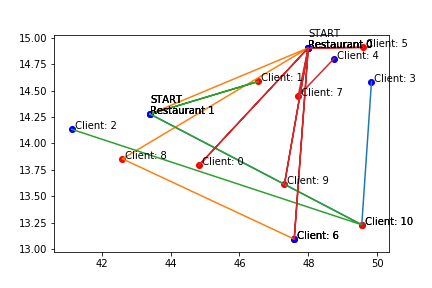 START
15.00
Restaurant 0
Client: 5
Client: 4
14.75
Client: 1
Client: 3
14.50
Client: 7
START
Restaurant 1
14.25
Client: 2
14.00
Client: 8
Client: 0
13.75
Client: 9
13.50
13.25
Client: 10
Client: 6
13.00
42 44 46 48 50